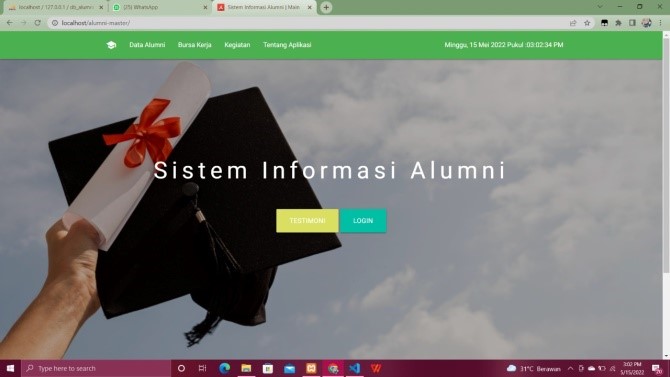 localhost / 127.0.0.1 / db_alumni
(25) WhatsApp
Sistem Informasi Alumni | Main
localhost/alumni-master/
Data Alumni
Bursa Kerja
Kegiatan
Tentang Aplikasi
Minggu, 15 Mei 2022 Pukul :03:02:34 PM
Sistem Informasi Alumni
TESTIMONI
LOGIN
Type here to search
31°C Berawan
3:02 PM
5/15/2022